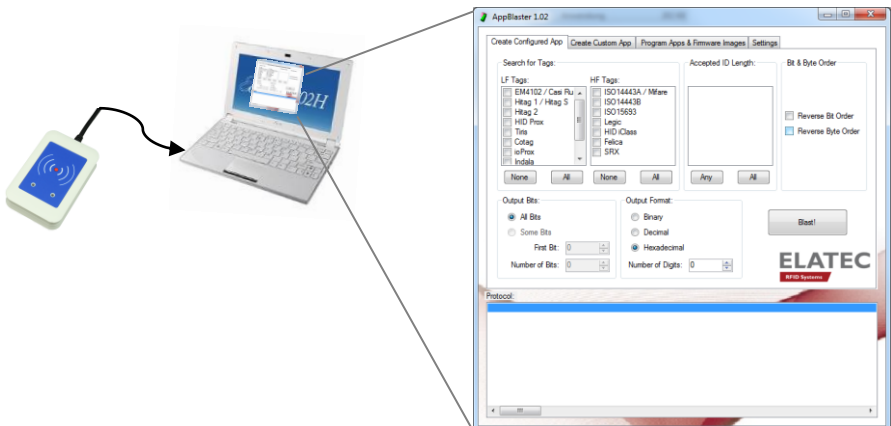 AppBlaster 1.02
Create Configured App
Create Custom App
Program Apps & Firmware Images
Settings
Search for Tags:
LF Tags:
EM4102 / Casi Ru
Hitag 1 / Hitag S
Hitag 2
HID Prox
Tiris
Cotag
ioProx
Indala
None
All
HF Tags:
ISO14443A / Mifare
ISO14443B
ISO15693
Legic
HID iClass
Felica
SRX
None
All
Accepted ID Length:
Any
All
Bit & Byte Order
Reverse Bit Order
Reverse Byte Order
Output Bits:
All Bits
Some Bits
First Bit: 0
Number of Bits: 0
Output Format:
Binary
Decimal
Hexadecimal
Number of Digits: 0
Blast!
ELATEC
RFID Systems
Protocol:
02H